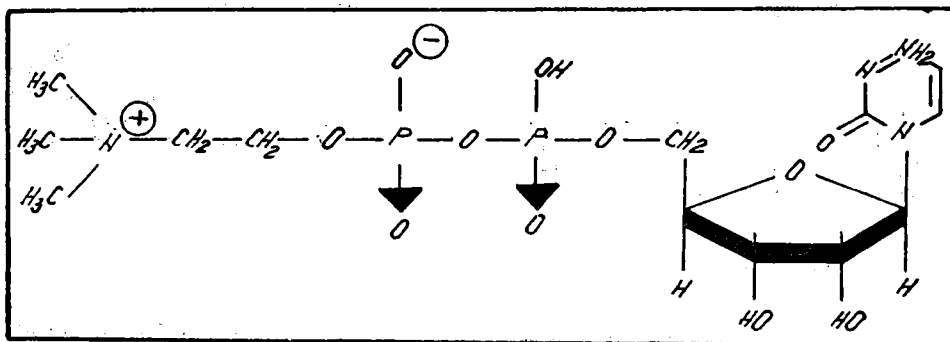 O −
NH2
H3C OH N
+
H3C — N — CH2 — CH2 — O — P — O — P — O — CH2 O N
H3C O
O O
H H
HO HO